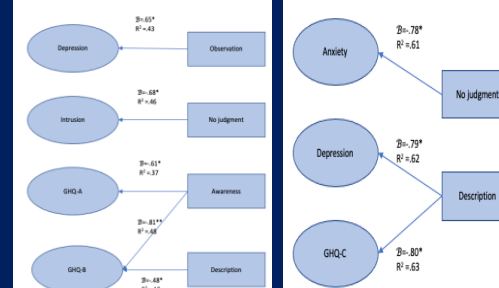 ℬ=-.65*
R² =.43
Depression
Observation
ℬ=-.68*
R² =.46
Intrusion
No judgment
ℬ=-.61*
R² =.37
GHQ-A
Awareness
ℬ=-.81**
R² =.48
GHQ-B
Description
ℬ=-.48*
ℬ=-.78*
R² =.61
Anxiety
No judgment
ℬ=-.79*
R² =.62
Depression
Description
GHQ-C
ℬ=-.80*
R² =.63